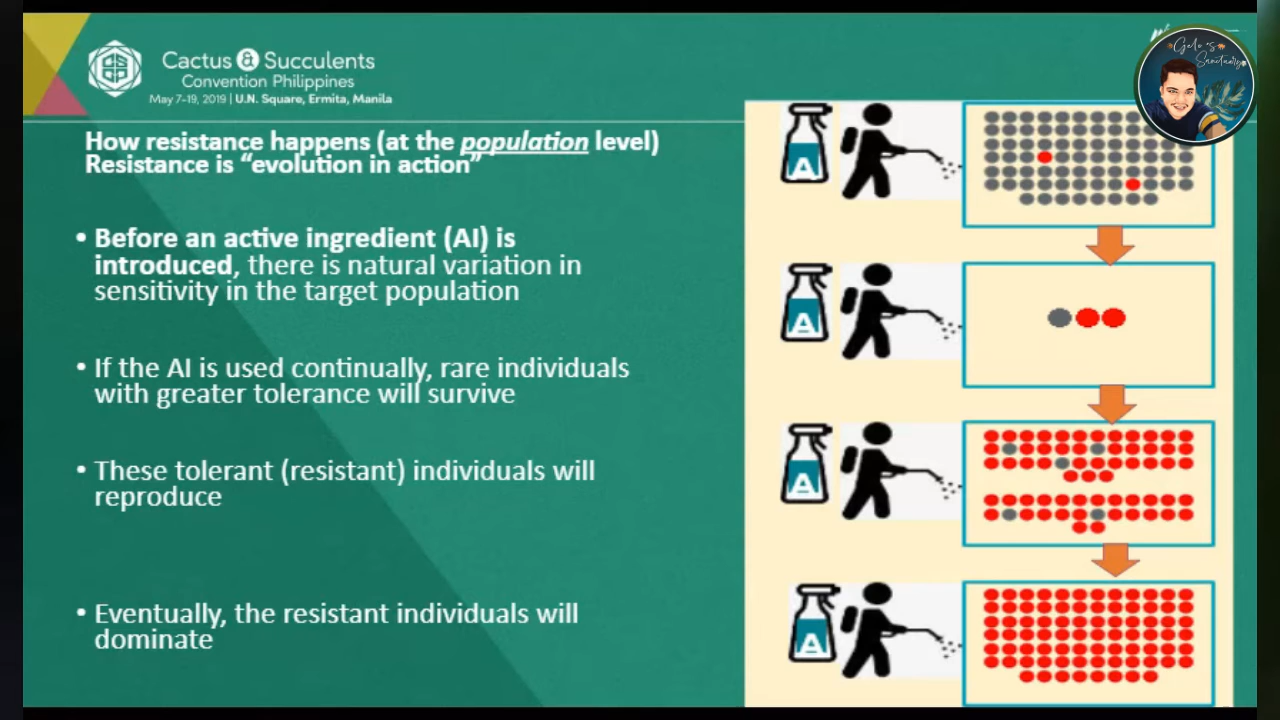 Cactus & Succulents
Convention Philippines
May 7-19, 2019 | U.N. Square, Ermita, Manila
Gelo's
Sanctuary
How resistance happens (at the population level)
Resistance is “evolution in action”
• Before an active ingredient (AI) is
introduced, there is natural variation in
sensitivity in the target population
• If the AI is used continually, rare individuals
with greater tolerance will survive
• These tolerant (resistant) individuals will
reproduce
• Eventually, the resistant individuals will
dominate
A
A
A
A